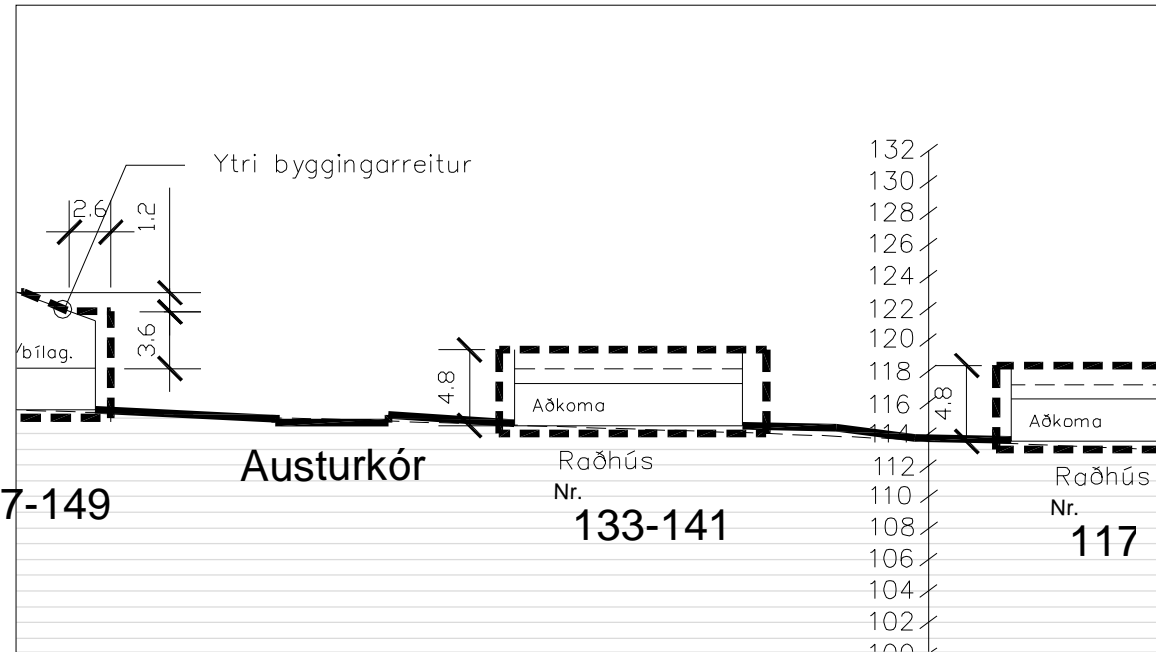 Ytri byggingarreitur
2.6
1.2
3.6
/bílag.
7-149
Austurkór
4.8
Aðkoma
Raðhús
Nr.
133-141
132
130
128
126
124
122
120
118
116
114
112
110
108
106
104
102
100
4.8
Aðkoma
Raðhús
Nr.
117